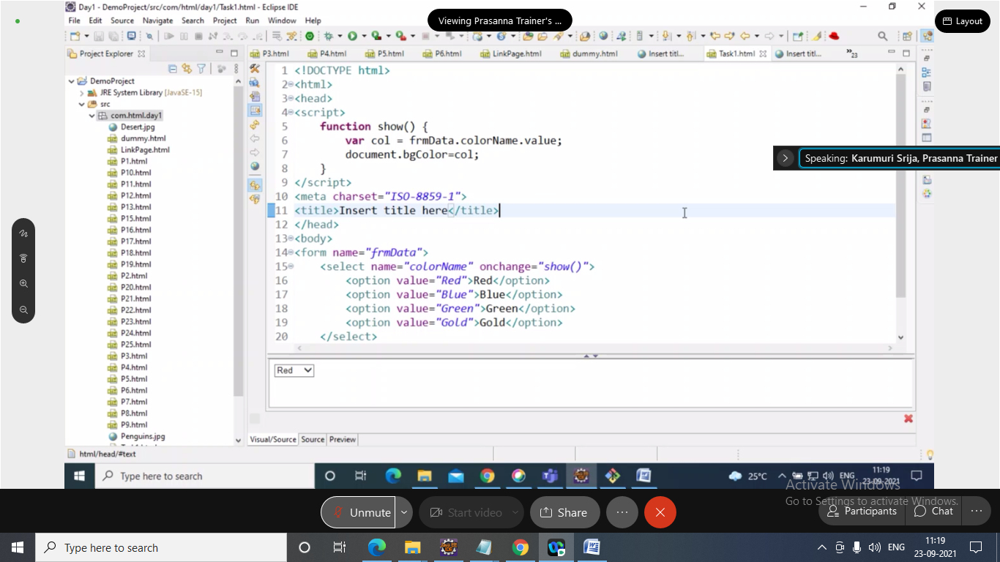 Day1 - DemoProject/src/com/html/day1/Task1.html - Eclipse IDE
File Edit Source Navigate Search Project Run Window Help
Viewing Prasanna Trainer's ...
Layout
Project Explorer
P3.html P4.html P5.html P6.html LinkPage.html dummy.html Insert titl... Task1.html Insert titl... »23
DemoProject
JRE System Library [JavaSE-15]
src
com.html.day1
Desert.jpg
dummy.html
LinkPage.html
P1.html
P10.html
P11.html
P12.html
P13.html
P15.html
P16.html
P17.html
P18.html
P19.html
P2.html
P20.html
P21.html
P22.html
P23.html
P24.html
P25.html
P3.html
P4.html
P5.html
P6.html
P7.html
P8.html
P9.html
Penguins.jpg
1 <!DOCTYPE html>
2 <html>
3 <head>
4 <script>
5 function show() {
6 var col = frmData.colorName.value;
7 document.bgColor=col;
8 }
9 </script>
10 <meta charset="ISO-8859-1">
11 <title>Insert title here</title>
12 </head>
13 <body>
14 <form name="frmData">
15 <select name="colorName" onchange="show()">
16 <option value="Red">Red</option>
17 <option value="Blue">Blue</option>
18 <option value="Green">Green</option>
19 <option value="Gold">Gold</option>
20 </select>
Speaking: Karumuri Srija, Prasanna Trainer
Red
Visual/Source Source Preview
html/head/#text
Type here to search
25°C ENG 11:19
23-09-2021
Activate Windows
Go to Settings to activate Windows.
Unmute Start video Share Participants Chat
Type here to search
ENG 11:19
23-09-2021